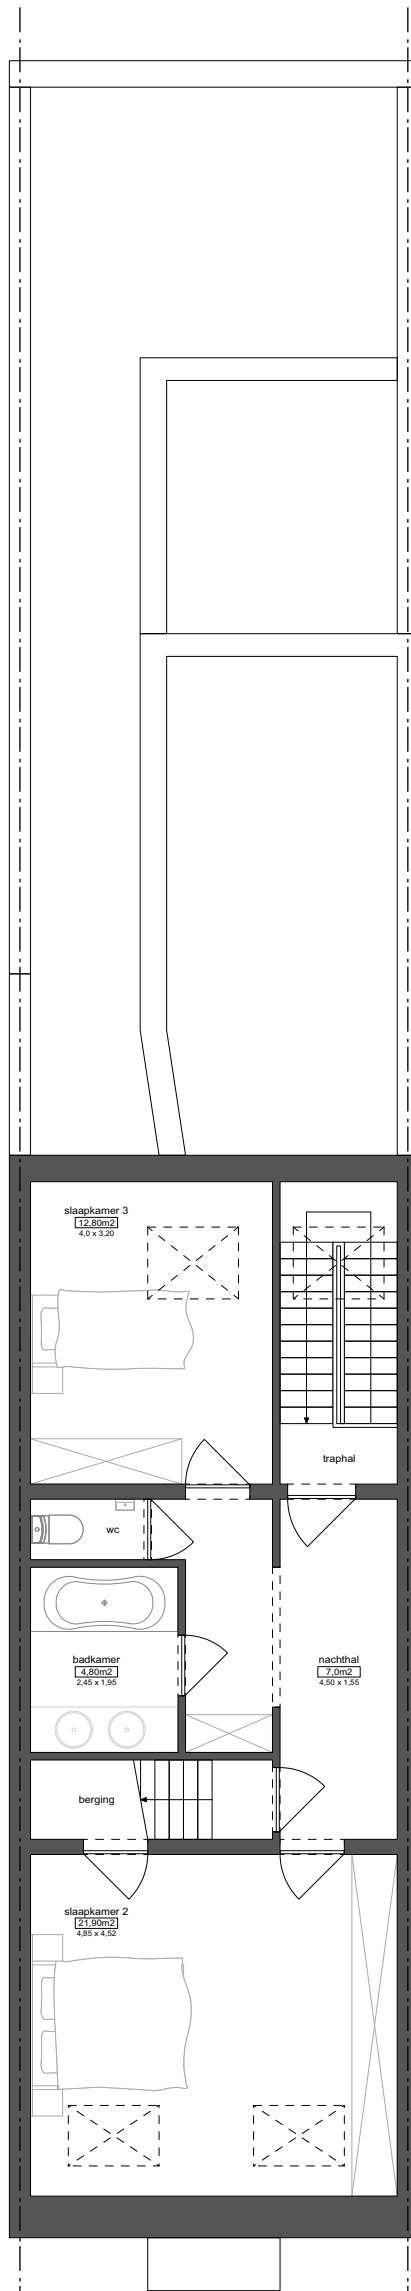 slaapkamer 3
12,80m2
4,0 x 3,20
traphal
wc
badkamer
4,80m2
2,45 x 1,95
nachthal
7,0m2
4,50 x 1,55
berging
slaapkamer 2
21,90m2
4,85 x 4,52